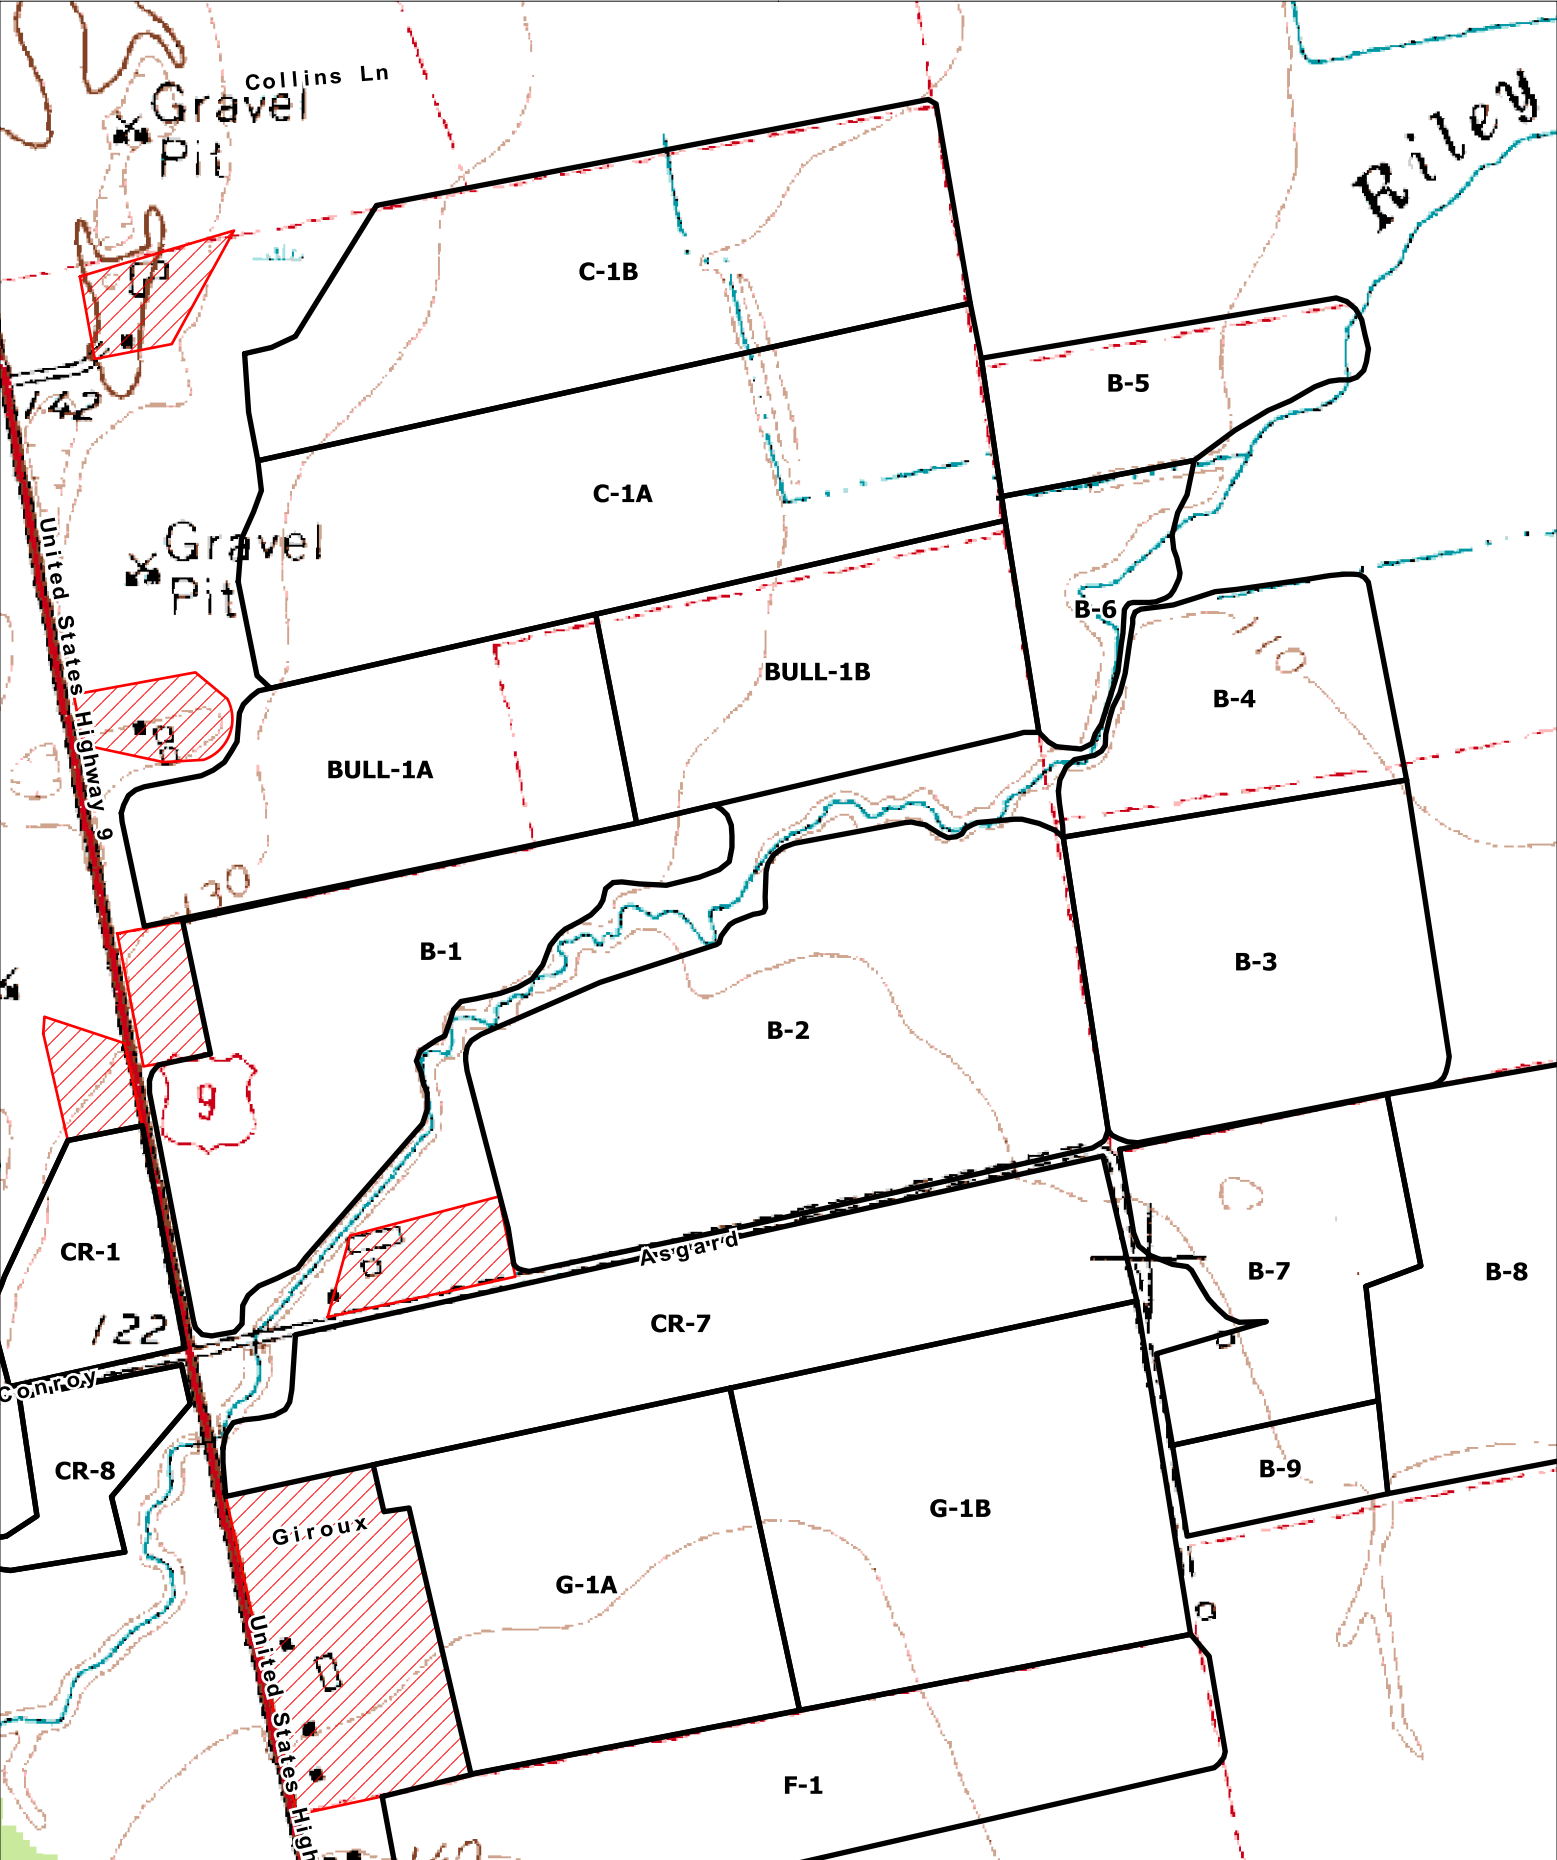 Collins Ln
Gravel
Pit
Riley
C-1B
142
B-5
C-1A
United States Highway 9
Gravel
Pit
B-6
110
BULL-1B
B-4
BULL-1A
130
B-1
B-3
B-2
9
CR-1
Asgard
B-7
B-8
122
CR-7
Conroy
CR-8
B-9
G-1B
Giroux
G-1A
United States High
F-1